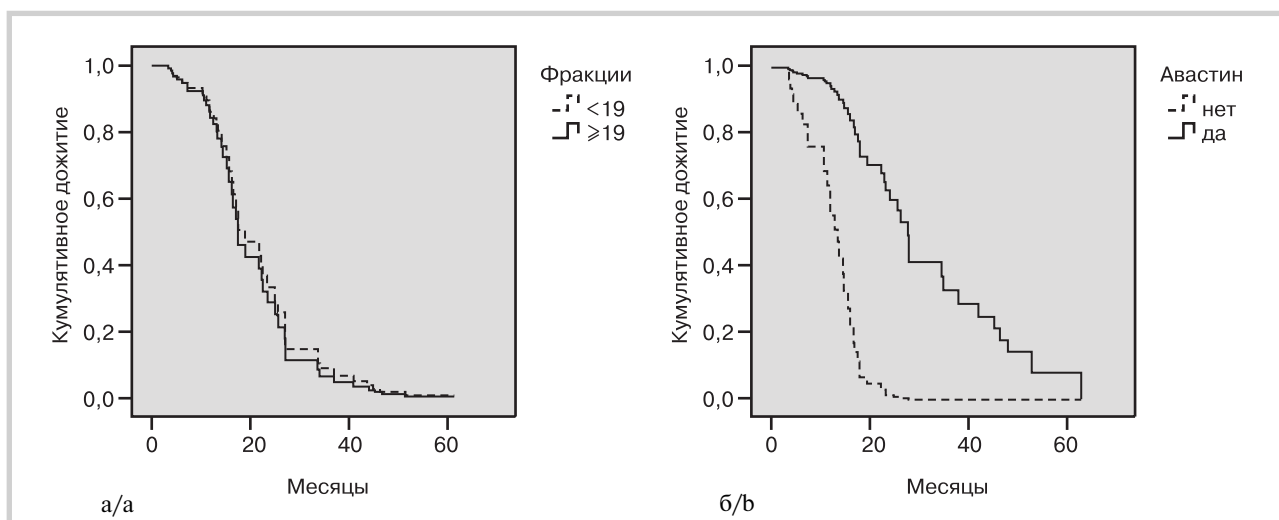 Кумулятивное дожитие
1,0
0,8
0,6
0,4
0,2
0,0
0 20 40 60
Месяцы
Фракции
<19
⩾19
а/a
Кумулятивное дожитие
1,0
0,8
0,6
0,4
0,2
0,0
0 20 40 60
Месяцы
Авастин
нет
да
б/b